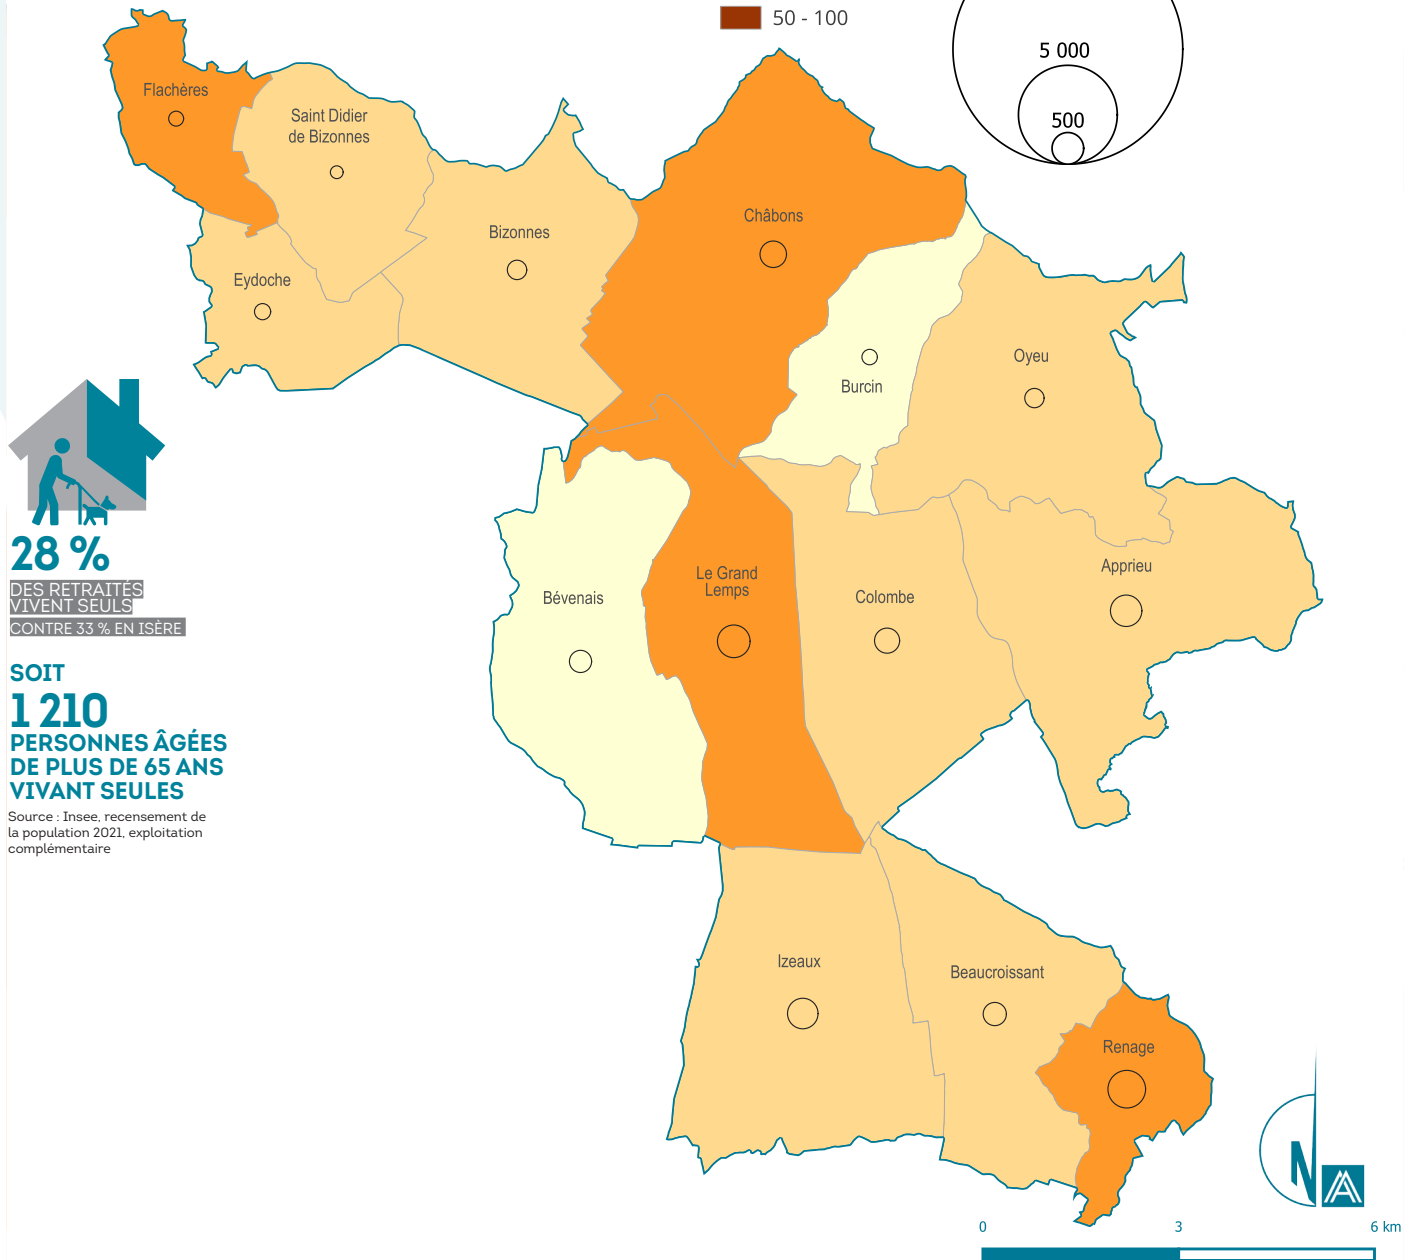 50 - 100
5 000
500
Flachères
Saint Didier
de Bizonnes
Châbons
Bizonnes
Eydoche
Oyeu
Burcin
28 %
DES RETRAITÉS
VIVENT SEULS
CONTRE 33 % EN ISÈRE
SOIT
1 210
PERSONNES ÂGÉES
DE PLUS DE 65 ANS
VIVANT SEULES
Source : Insee, recensement de
la population 2021, exploitation
complémentaire
Apprieu
Le Grand
Lemps
Bévenais
Colombe
Izeaux
Beaucroissant
Renage
N
0 3 6 km